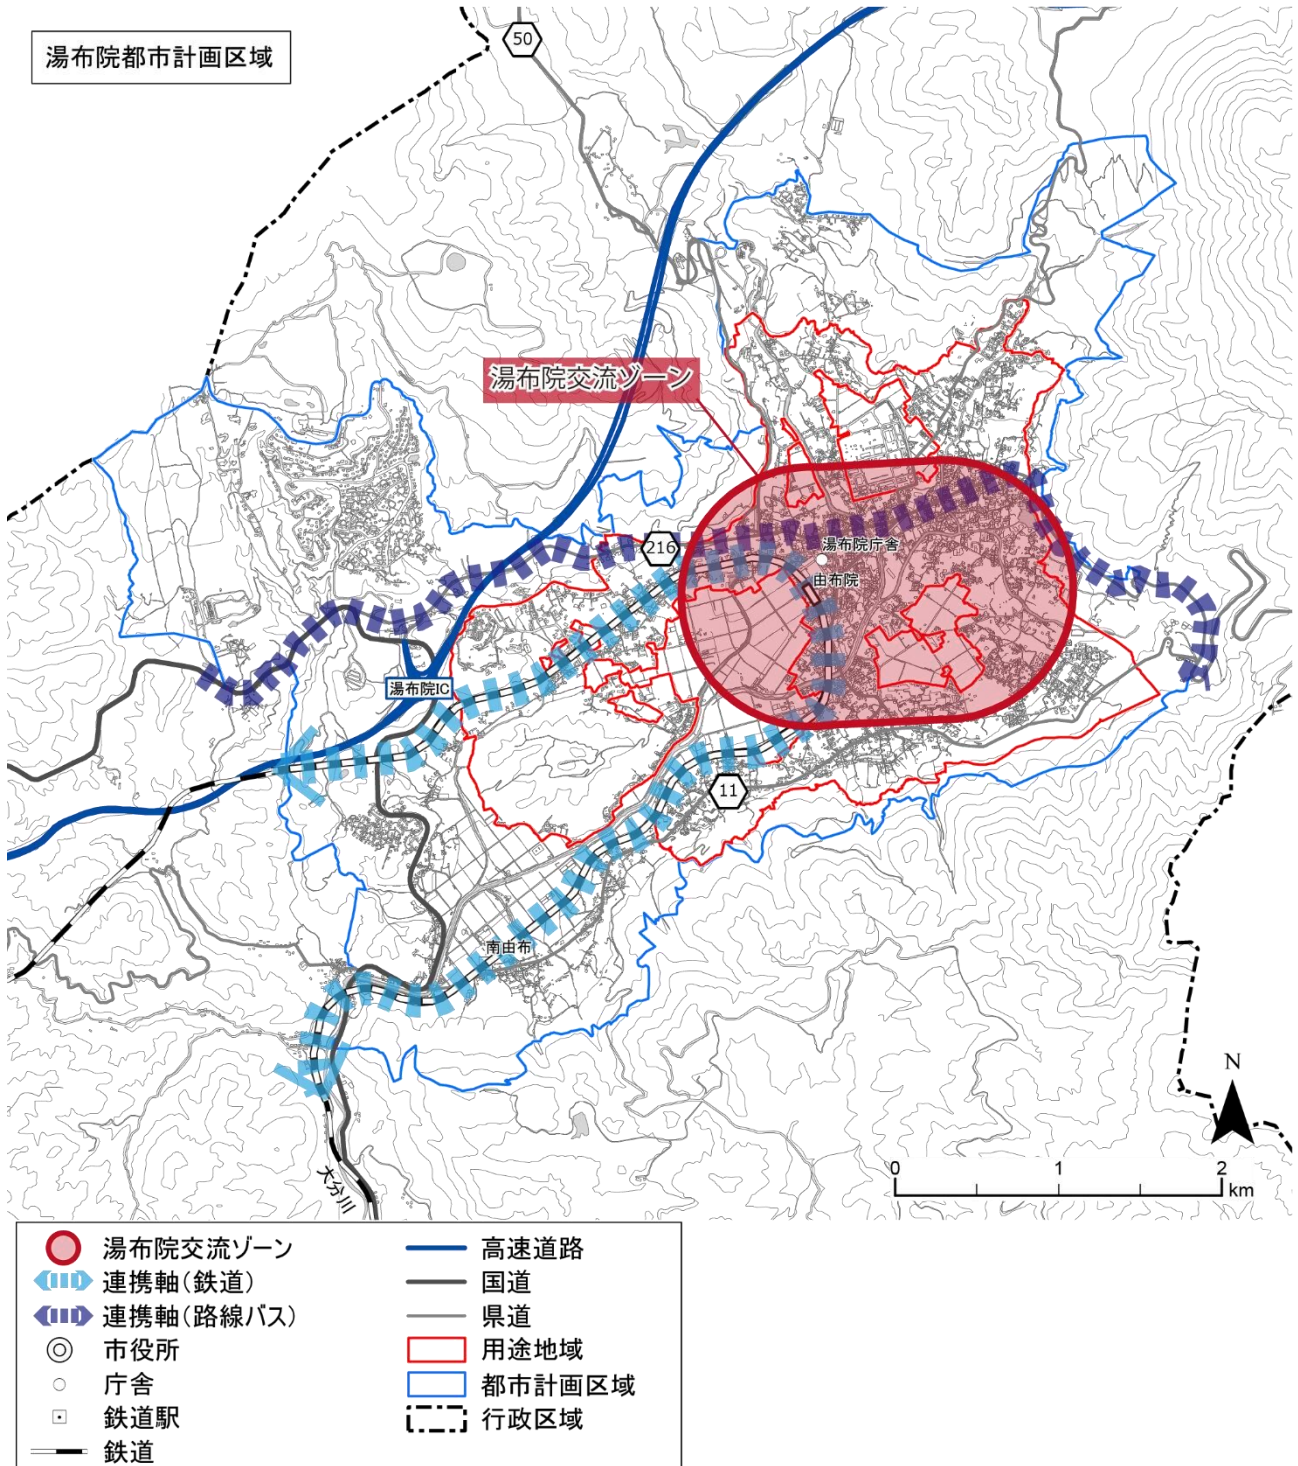 湯布院都市計画区域
50
湯布院交流ゾーン
216
湯布院庁舎
由布院
湯布院IC
11
南由布
大分川
N
0 1 2
km
湯布院交流ゾーン
連携軸(鉄道)
連携軸(路線バス)
市役所
庁舎
鉄道駅
鉄道
高速道路
国道
県道
用途地域
都市計画区域
行政区域